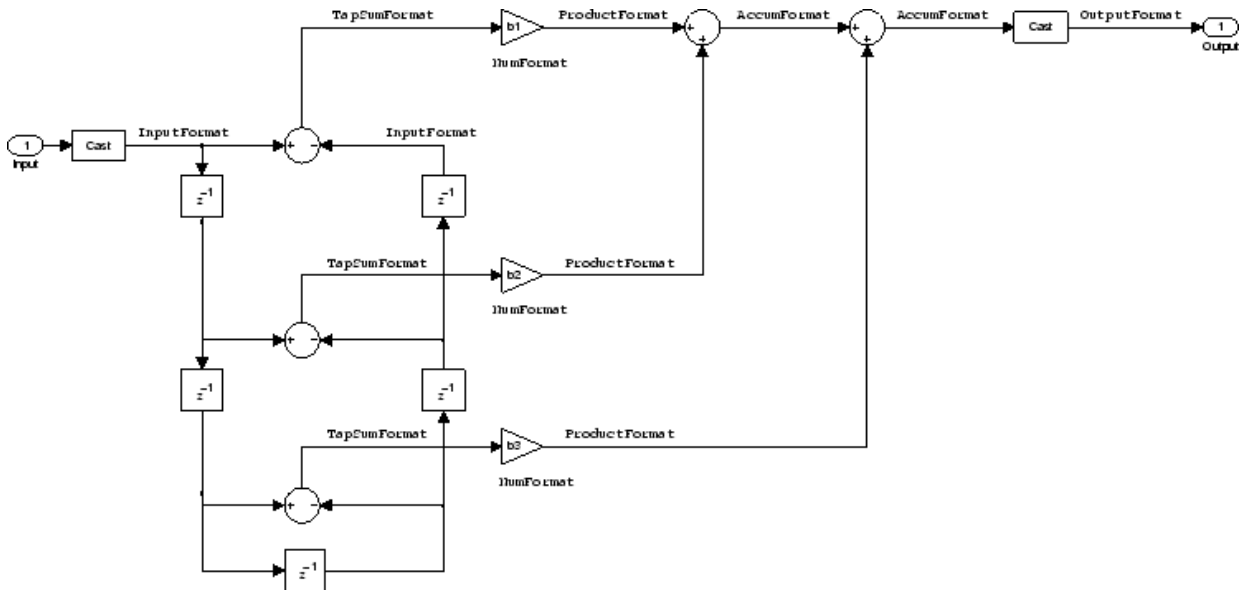 TapSumFormat
b1
ProductFormat
+
+
AccumFormat
+
+
AccumFormat
Cast
OutputFormat
1
Output
NumFormat
1
Input
Cast
InputFormat
+ -
InputFormat
z⁻¹
z⁻¹
TapSumFormat
b2
ProductFormat
NumFormat
+ -
z⁻¹
z⁻¹
TapSumFormat
b3
ProductFormat
NumFormat
+ -
z⁻¹